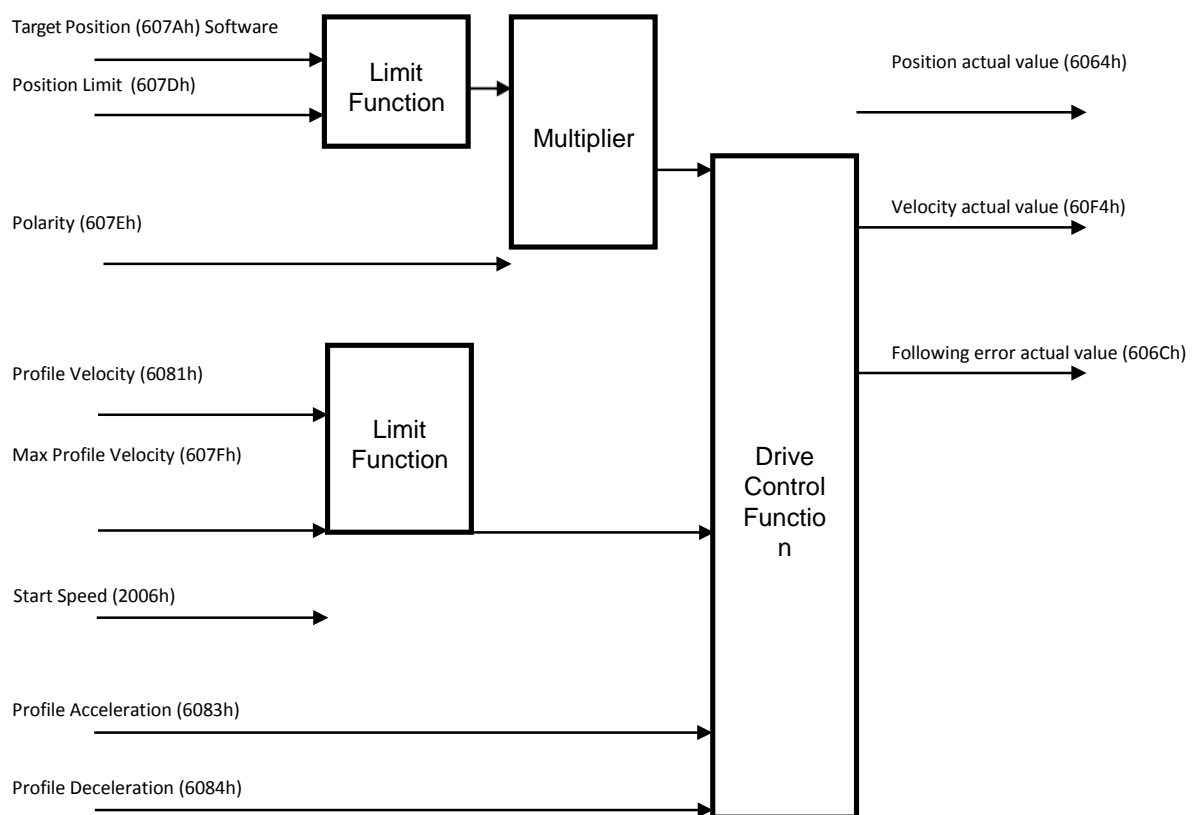 Target Position (607Ah) Software
Position Limit (607Dh)
Limit
Function
Multiplier
Polarity (607Eh)
Position actual value (6064h)
Velocity actual value (60F4h)
Following error actual value (606Ch)
Profile Velocity (6081h)
Max Profile Velocity (607Fh)
Limit
Function
Drive
Control
Functio
n
Start Speed (2006h)
Profile Acceleration (6083h)
Profile Deceleration (6084h)